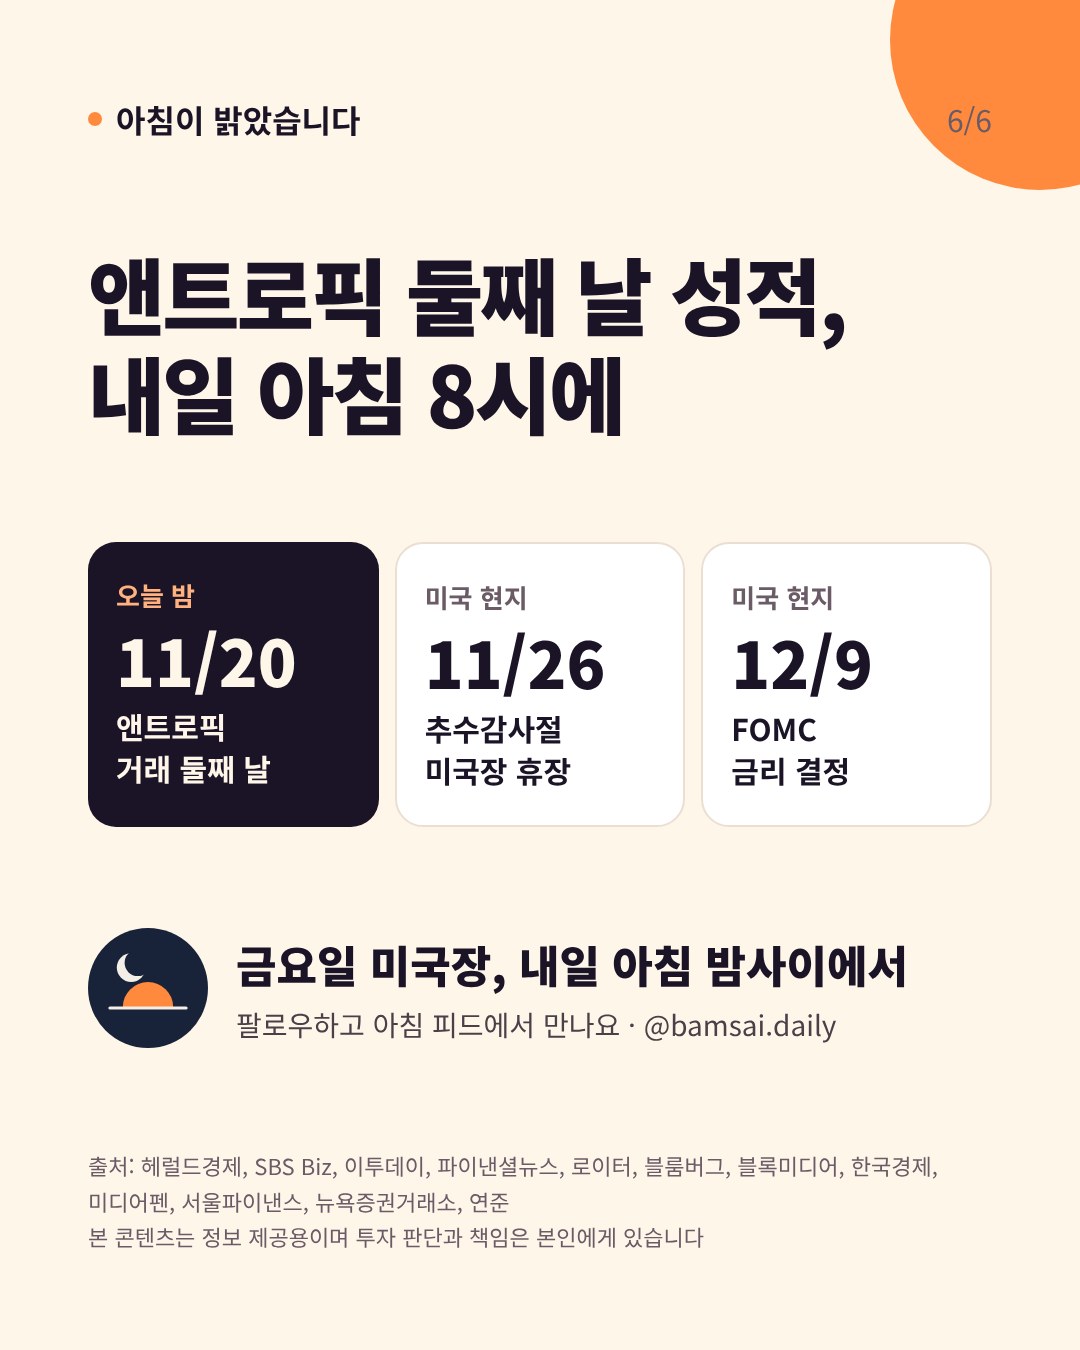 아침이 밝았습니다
6/6
앤트로픽 둘째 날 성적,
내일 아침 8시에
오늘 밤
11/20
앤트로픽
거래 둘째 날
미국 현지
11/26
추수감사절
미국장 휴장
미국 현지
12/9
FOMC
금리 결정
금요일 미국장, 내일 아침 밤사이에서
팔로우하고 아침 피드에서 만나요 · @bamsai.daily
출처: 헤럴드경제, SBS Biz, 이투데이, 파이낸셜뉴스, 로이터, 블룸버그, 블록미디어, 한국경제,
미디어펜, 서울파이낸스, 뉴욕증권거래소, 연준
본 콘텐츠는 정보 제공용이며 투자 판단과 책임은 본인에게 있습니다